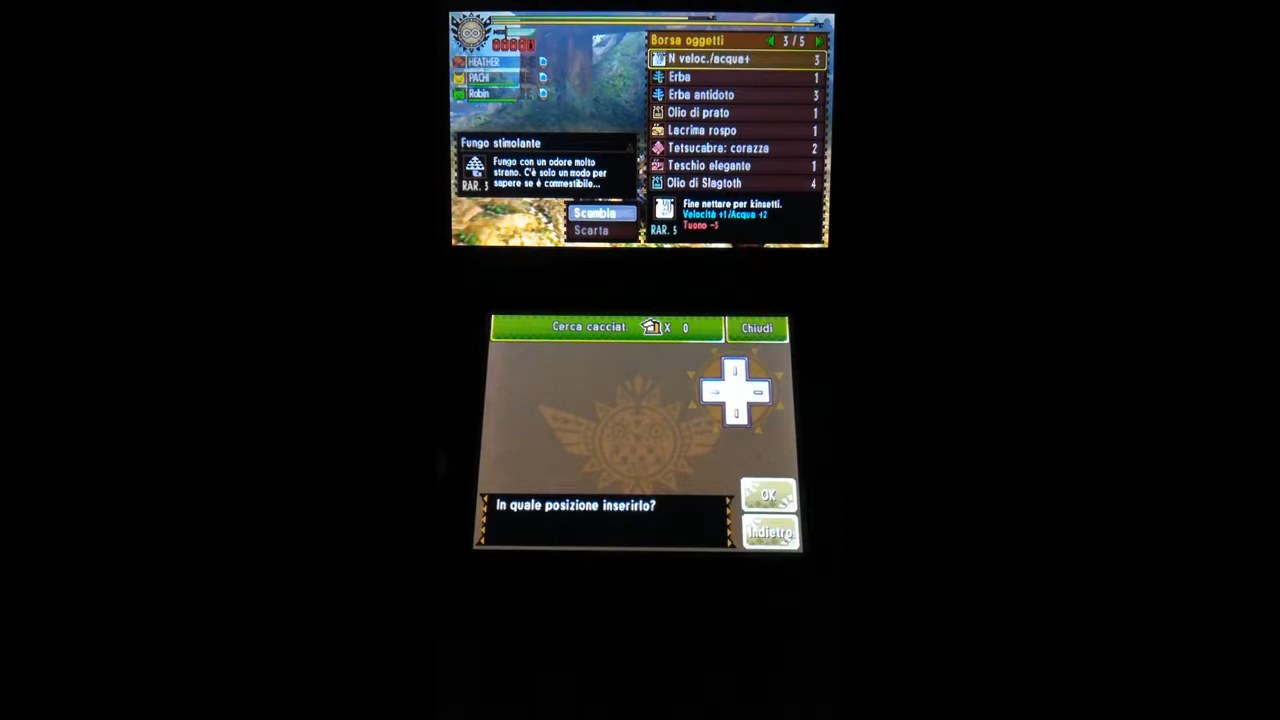 HEATHER
PACHI
Robin
Fungo stimolante
Fungo con un odore molto
strano. C'è solo un modo per
sapere se è commestibile...
RAR. 3
Scambia
Scarta
Borsa oggetti 3 / 5
N veloc./acqua+ 3
Erba 1
Erba antidoto 3
Olio di prato 1
Lacrima rospo 1
Tetsucabra: corazza 2
Teschio elegante 1
Olio di Slagtoth 4
Fine nettare per kinsetti.
Velocità +1/Acqua +2
Tuono -3
RAR. 5
Cerca cacciat. X 0
Chiudi
In quale posizione inserirlo?
OK
Indietro